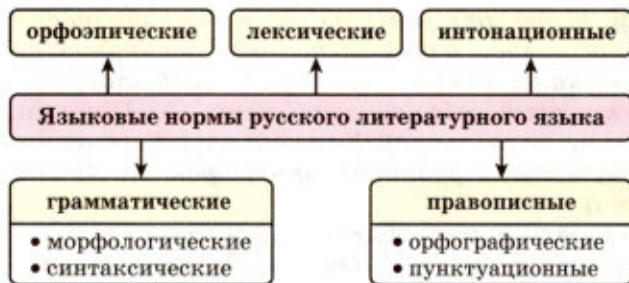 орфоэпические
лексические
интонационные
Языковые нормы русского литературного языка
грамматические
• морфологические
• синтаксические
правописные
• орфографические
• пунктуационные